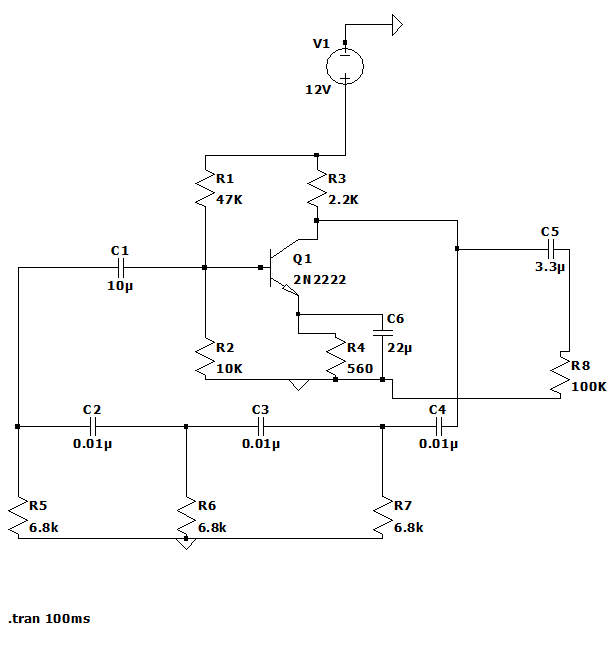 V1
12V
R1
47K
R3
2.2K
C1
10µ
Q1
2N2222
C5
3.3µ
C6
22µ
R2
10K
R4
560
R8
100K
C2
0.01µ
C3
0.01µ
C4
0.01µ
R5
6.8k
R6
6.8k
R7
6.8k
.tran 100ms